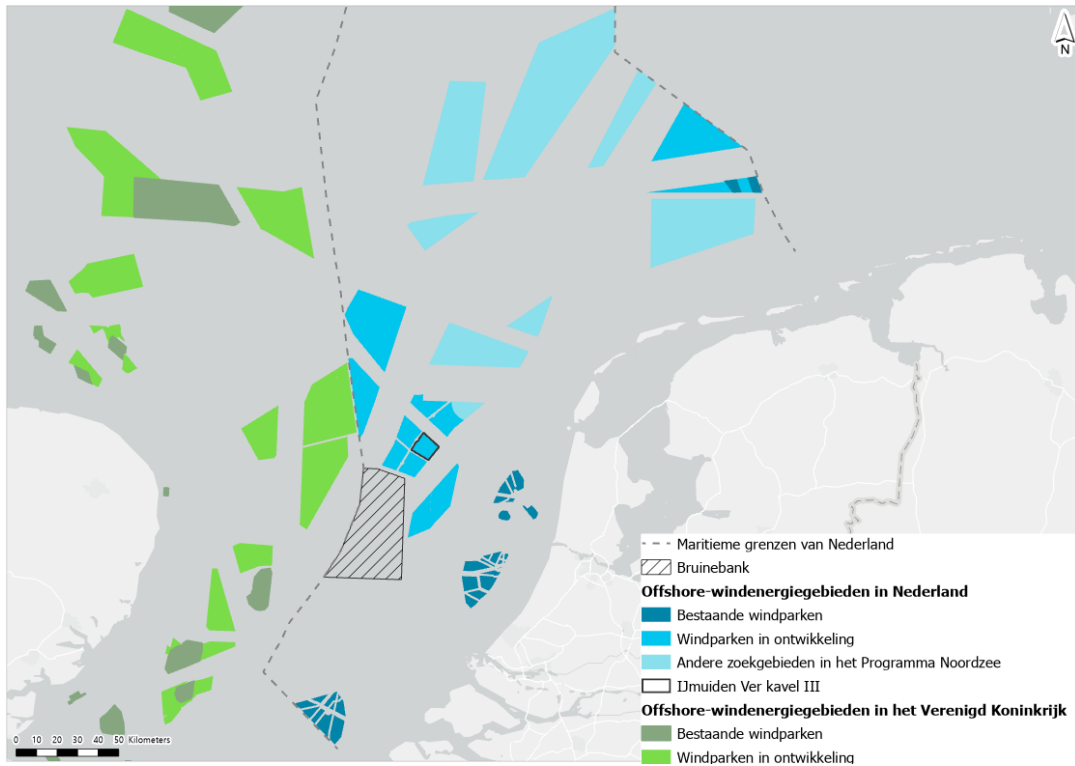 N
Maritieme grenzen van Nederland
Bruinebank
Offshore-windenergiegebieden in Nederland
Bestaande windparken
Windparken in ontwikkeling
Andere zoekgebieden in het Programma Noordzee
IJmuiden Ver kavel III
Offshore-windenergiegebieden in het Verenigd Koninkrijk
Bestaande windparken
Windparken in ontwikkeling
0 10 20 30 40 50 Kilometers